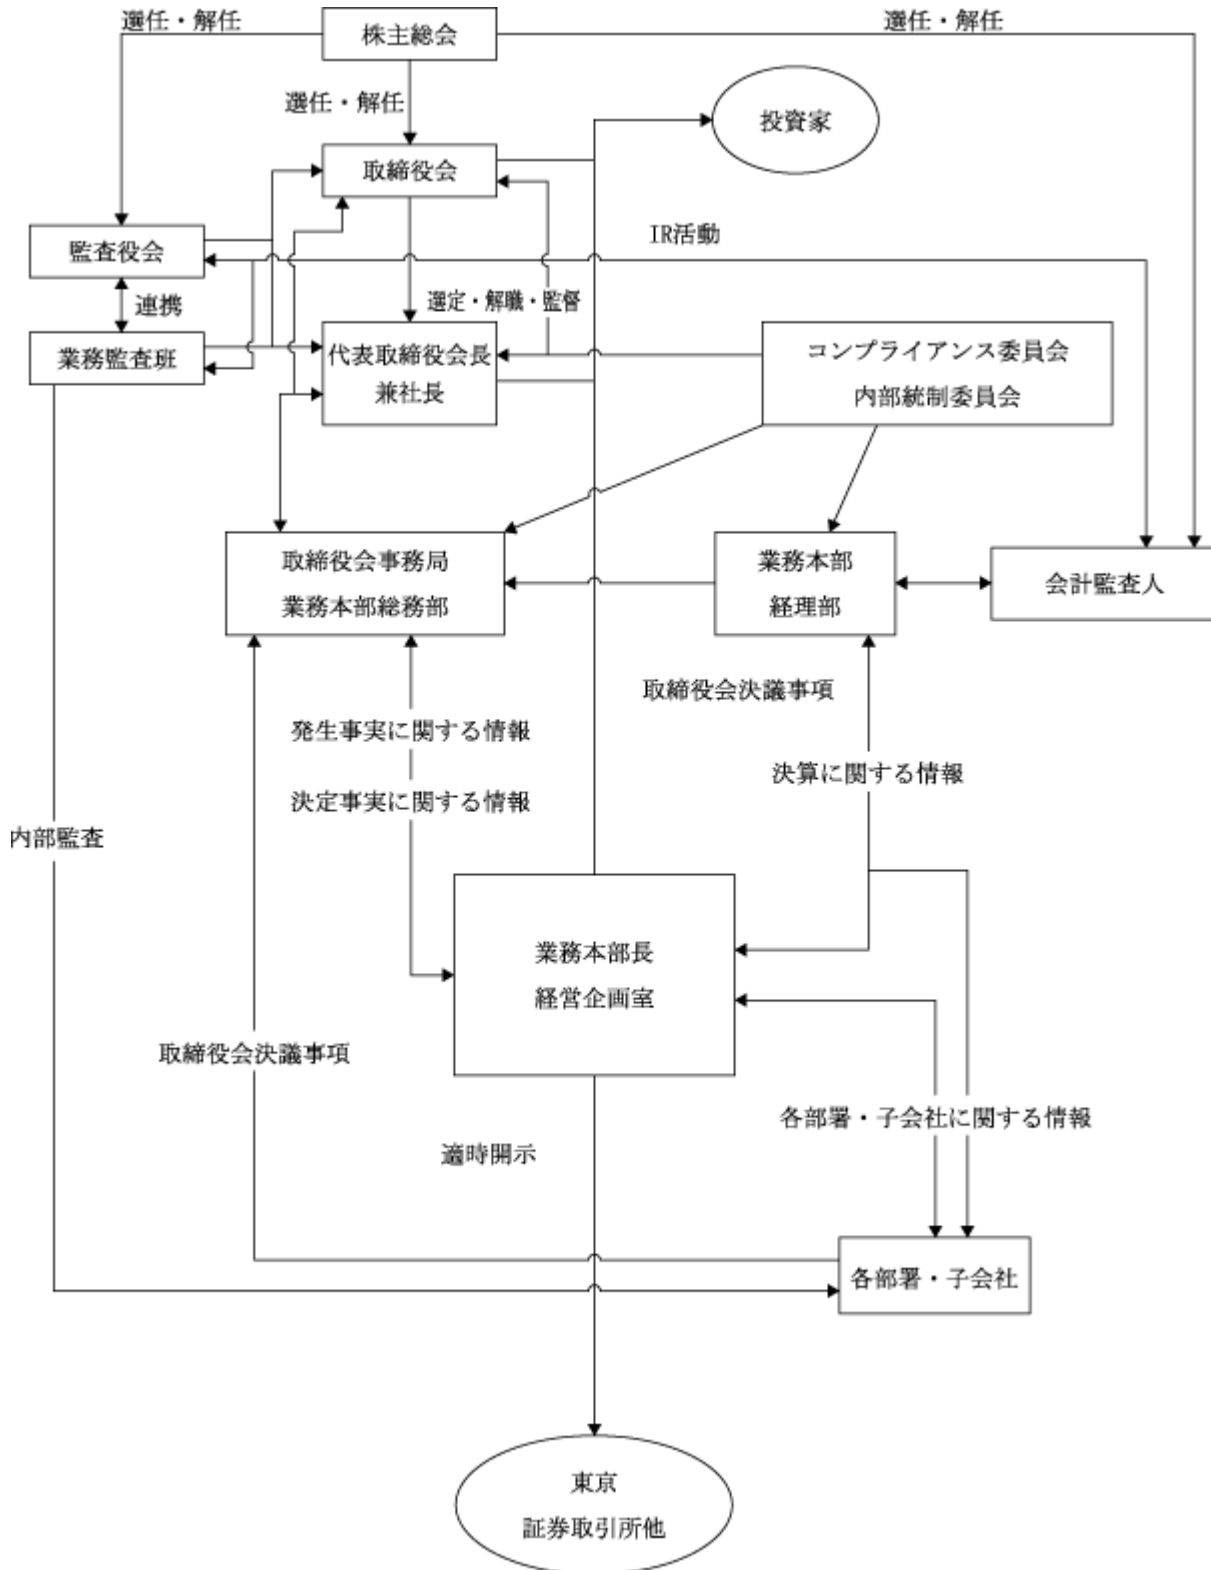 選任・解任
株主総会
選任・解任
選任・解任
投資家
取締役会
監査役会
IR活動
連携
選定・解職・監督
業務監査班
代表取締役会長
兼社長
コンプライアンス委員会
内部統制委員会
取締役会事務局
業務本部総務部
業務本部
経理部
会計監査人
取締役会決議事項
発生事実に関する情報
決算に関する情報
決定事実に関する情報
内部監査
業務本部長
経営企画室
取締役会決議事項
各部署・子会社に関する情報
適時開示
各部署・子会社
東京
証券取引所他